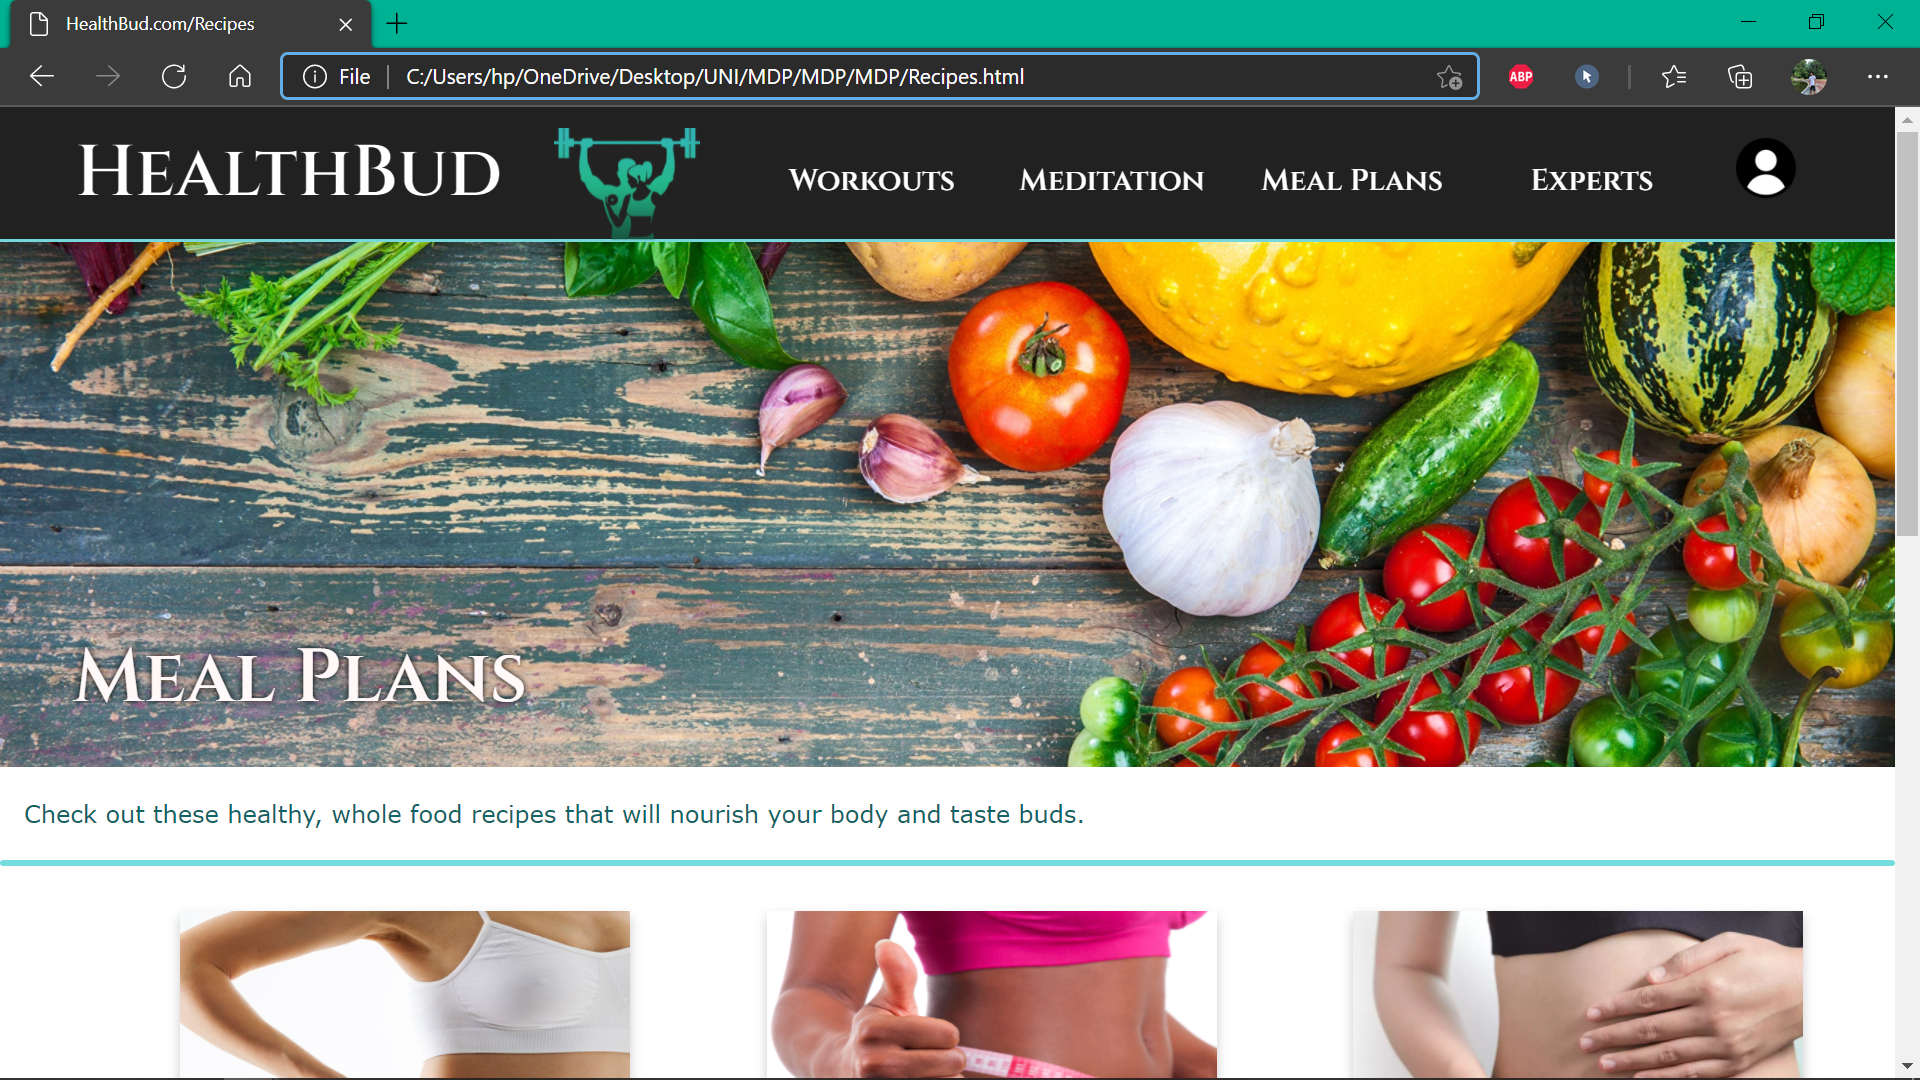 HealthBud.com/Recipes
File
C:/Users/hp/OneDrive/Desktop/UNI/MDP/MDP/MDP/Recipes.html
ABP
HealthBud
Workouts Meditation Meal Plans Experts
Meal Plans
Check out these healthy, whole food recipes that will nourish your body and taste buds.